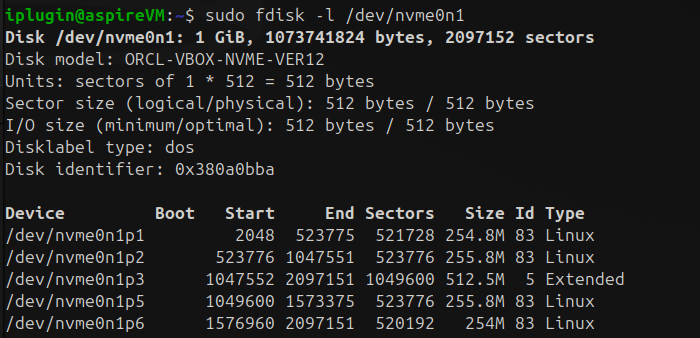 iplugin@aspireVM:~$ sudo fdisk -l /dev/nvme0n1
Disk /dev/nvme0n1: 1 GiB, 1073741824 bytes, 2097152 sectors
Disk model: ORCL-VBOX-NVME-VER12
Units: sectors of 1 * 512 = 512 bytes
Sector size (logical/physical): 512 bytes / 512 bytes
I/O size (minimum/optimal): 512 bytes / 512 bytes
Disklabel type: dos
Disk identifier: 0x380a0bba

Device         Boot   Start     End Sectors   Size Id Type
/dev/nvme0n1p1         2048  523775  521728 254.8M 83 Linux
/dev/nvme0n1p2       523776 1047551  523776 255.8M 83 Linux
/dev/nvme0n1p3      1047552 2097151 1049600 512.5M  5 Extended
/dev/nvme0n1p5      1049600 1573375  523776 255.8M 83 Linux
/dev/nvme0n1p6      1576960 2097151  520192   254M 83 Linux